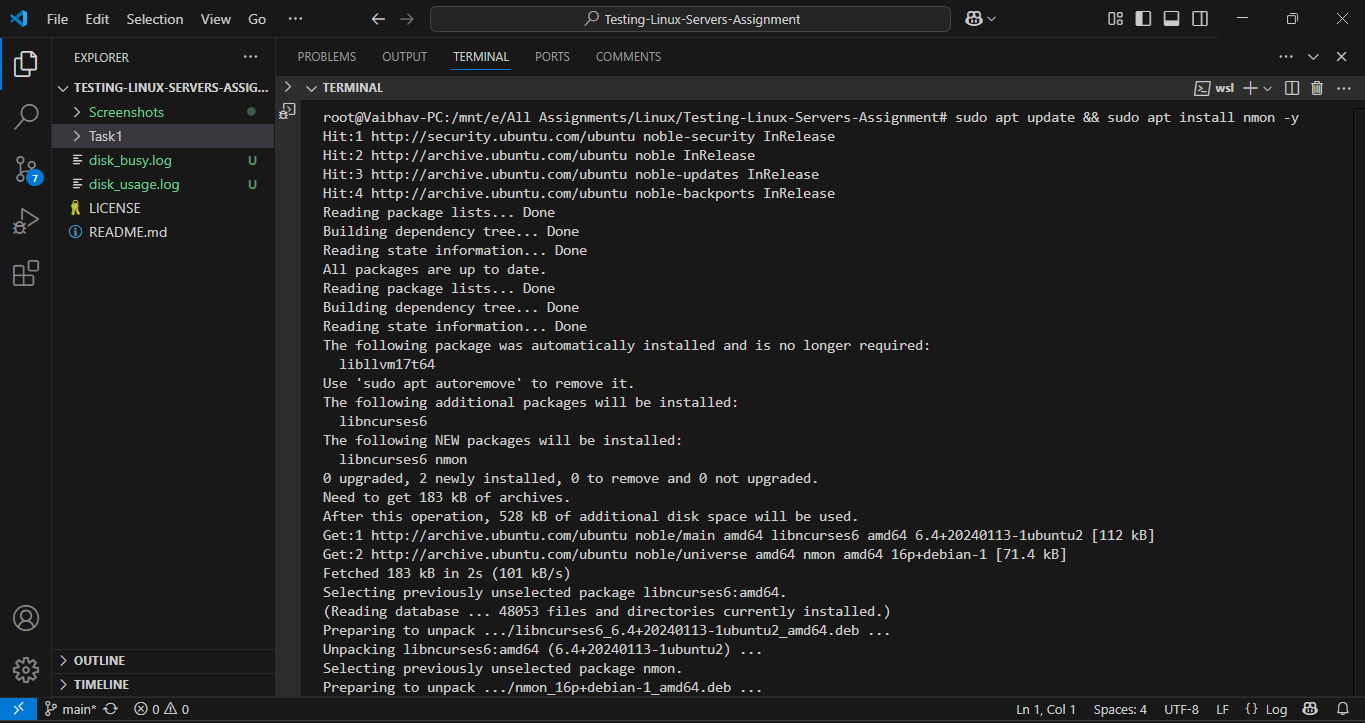 File Edit Selection View Go ··· Testing-Linux-Servers-Assignment
EXPLORER ···
TESTING-LINUX-SERVERS-ASSIG...
Screenshots
Task1
disk_busy.log U
disk_usage.log U
LICENSE
README.md
OUTLINE
TIMELINE
7
PROBLEMS OUTPUT TERMINAL PORTS COMMENTS ···
TERMINAL wsl ···
root@Vaibhav-PC:/mnt/e/All Assignments/Linux/Testing-Linux-Servers-Assignment# sudo apt update && sudo apt install nmon -y
Hit:1 http://security.ubuntu.com/ubuntu noble-security InRelease
Hit:2 http://archive.ubuntu.com/ubuntu noble InRelease
Hit:3 http://archive.ubuntu.com/ubuntu noble-updates InRelease
Hit:4 http://archive.ubuntu.com/ubuntu noble-backports InRelease
Reading package lists... Done
Building dependency tree... Done
Reading state information... Done
All packages are up to date.
Reading package lists... Done
Building dependency tree... Done
Reading state information... Done
The following package was automatically installed and is no longer required:
  libllvm17t64
Use 'sudo apt autoremove' to remove it.
The following additional packages will be installed:
  libncurses6
The following NEW packages will be installed:
  libncurses6 nmon
0 upgraded, 2 newly installed, 0 to remove and 0 not upgraded.
Need to get 183 kB of archives.
After this operation, 528 kB of additional disk space will be used.
Get:1 http://archive.ubuntu.com/ubuntu noble/main amd64 libncurses6 amd64 6.4+20240113-1ubuntu2 [112 kB]
Get:2 http://archive.ubuntu.com/ubuntu noble/universe amd64 nmon amd64 16p+debian-1 [71.4 kB]
Fetched 183 kB in 2s (101 kB/s)
Selecting previously unselected package libncurses6:amd64.
(Reading database ... 48053 files and directories currently installed.)
Preparing to unpack .../libncurses6_6.4+20240113-1ubuntu2_amd64.deb ...
Unpacking libncurses6:amd64 (6.4+20240113-1ubuntu2) ...
Selecting previously unselected package nmon.
Preparing to unpack .../nmon_16p+debian-1_amd64.deb ...
main* 0 0 Ln 1, Col 1 Spaces: 4 UTF-8 LF {} Log